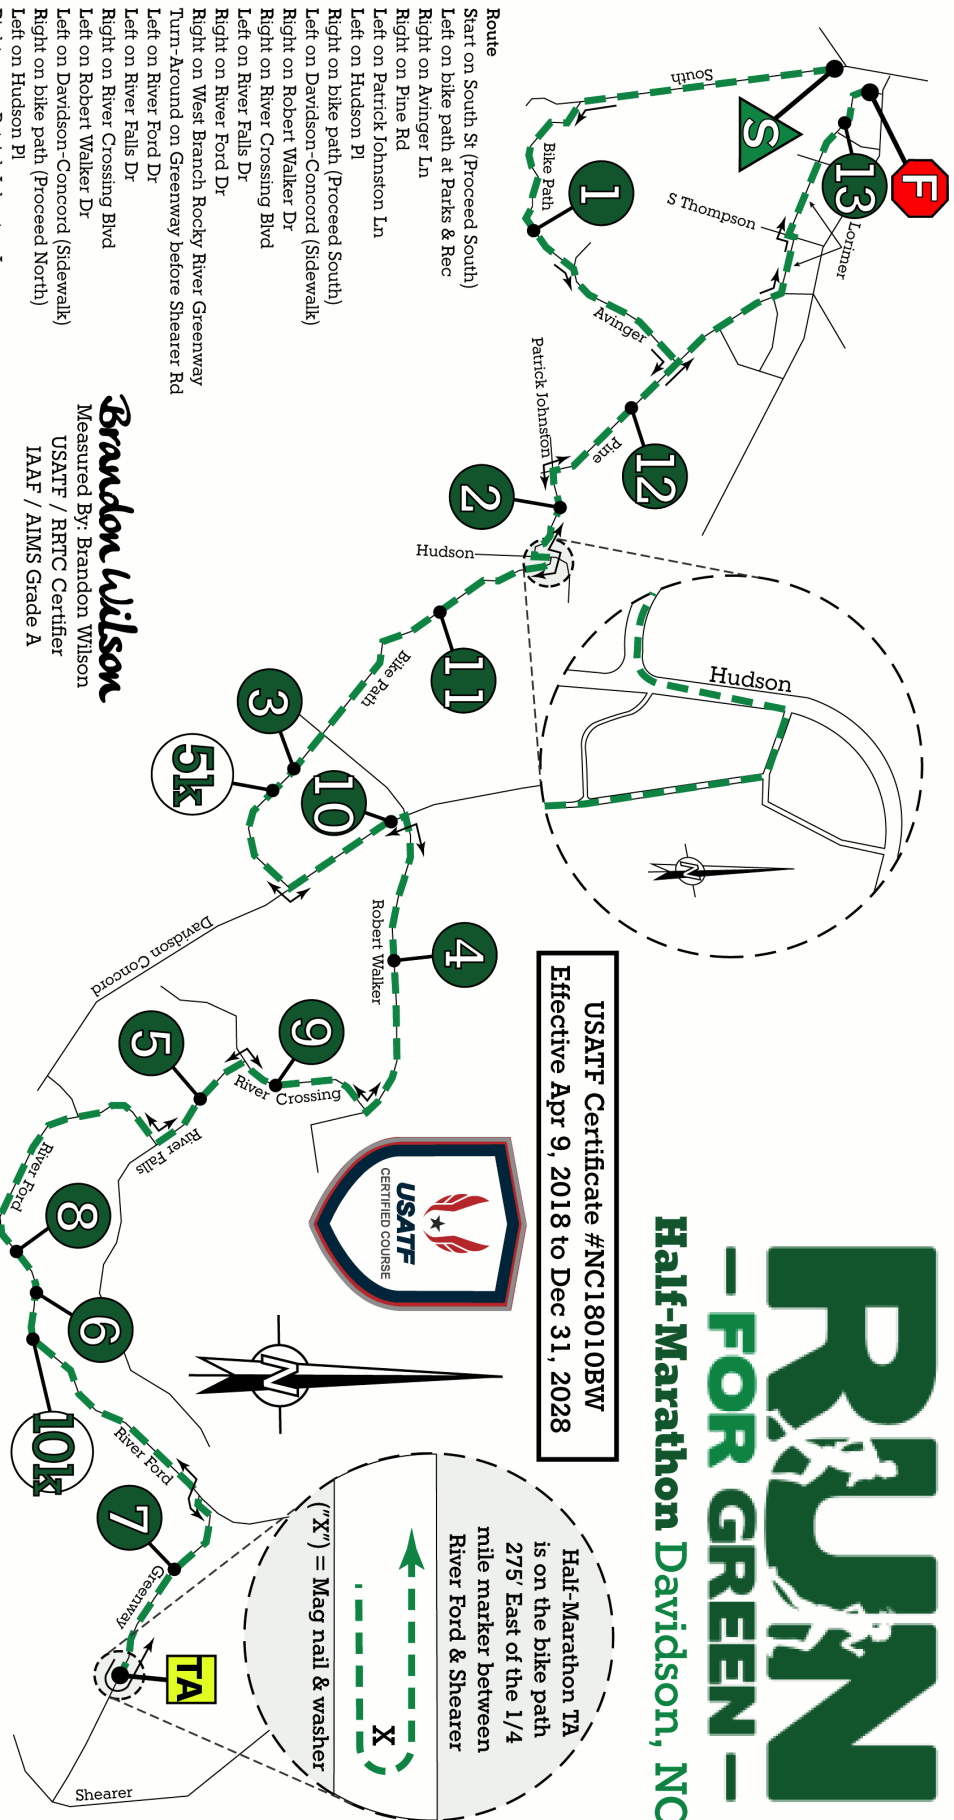 RUN
FOR GREEN
Half-Marathon Davidson, NC
USATF Certificate #NC18010BW
Effective Apr 9, 2018 to Dec 31, 2028
Route
Start on South St (Proceed South)
Left on bike path at Parks & Rec
Right on Avinger Ln
Right on Pine Rd
Left on Patrick Johnston Ln
Left on Hudson Pl
Right on bike path (Proceed South)
Left on Davidson-Concord (Sidewalk)
Right on Robert Walker Dr
Right on River Crossing Blvd
Left on River Falls Dr
Right on River Ford Dr
Right on West Branch Rocky River Greenway
Turn-Around on Greenway before Shearer Rd
Left on River Ford Dr
Left on River Falls Dr
Right on River Crossing Blvd
Left on Robert Walker Dr
Left on Davidson-Concord (Sidewalk)
Right on bike path (Proceed North)
Left on Hudson Pl
Brandon Wilson
Measured By: Brandon Wilson
USATF / RRTC Certifier
IAAF / AIMS Grade A
F
S
13
Lorimer
S Thompson
South
Bike Path
1
Avinger
12
Pine
Patrick Johnston
2
Hudson
Hudson
N
11
Bike Path
3
5k
10
Davidson Concord
Robert Walker
4
9
River Crossing
5
River Falls
River Ford
8
6
10k
River Ford
7
Greenway
TA
Shearer
USATF
CERTIFIED COURSE
N
Half-Marathon TA
is on the bike path
275' East of the 1/4
mile marker between
River Ford & Shearer
X
("X") = Mag nail & washer